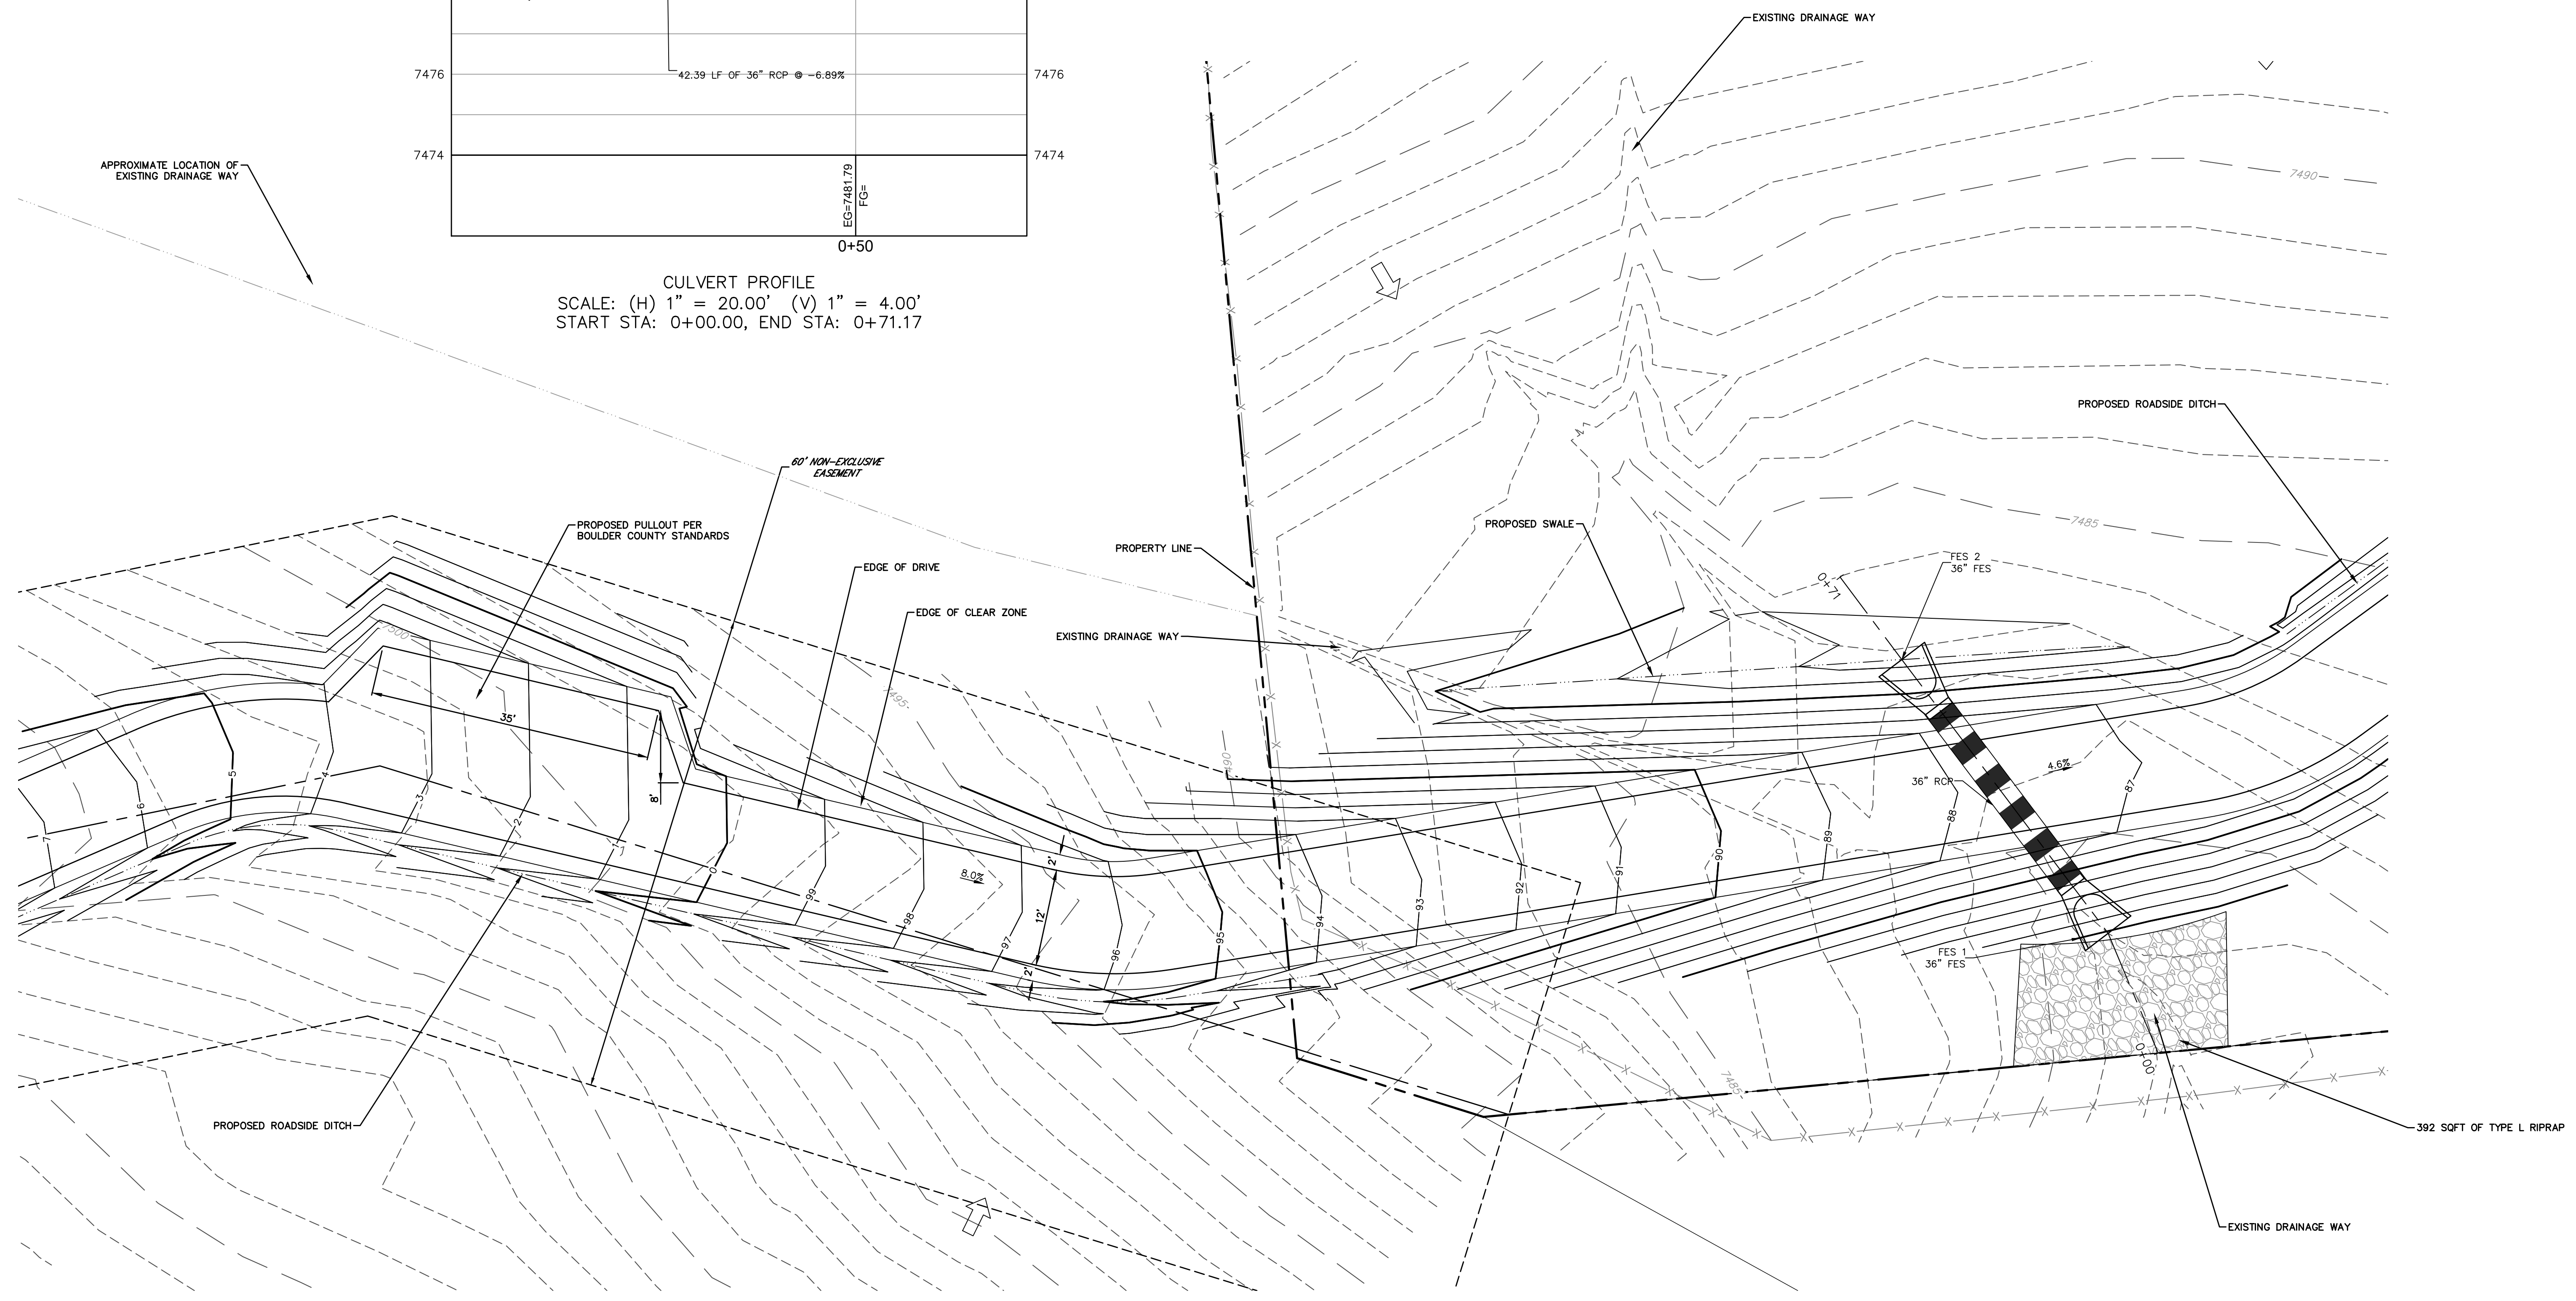 EXISTING DRAINAGE WAY
7476
42.39 LF OF 36" RCP @ -6.89%
7476
7474
7474
APPROXIMATE LOCATION OF
EXISTING DRAINAGE WAY
EG=7481.79
FG=
0+50
7490
CULVERT PROFILE
SCALE: (H) 1" = 20.00' (V) 1" = 4.00'
START STA: 0+00.00, END STA: 0+71.17
PROPOSED ROADSIDE DITCH
60' NON-EXCLUSIVE
EASEMENT
PROPOSED PULLOUT PER
BOULDER COUNTY STANDARDS
PROPOSED SWALE
7485
PROPERTY LINE
FES 2
36" FES
EDGE OF DRIVE
0+71
EDGE OF CLEAR ZONE
EXISTING DRAINAGE WAY
7500
7495
35'
8'
490
4.6%
36" RCP
7
6
5
4
3
2
1
0
99
98
97
96
95
94
93
92
91
90
89
88
87
8.0%
2'
12'
2'
FES 1
36" FES
0+00
7485
PROPOSED ROADSIDE DITCH
392 SQFT OF TYPE L RIPRAP
EXISTING DRAINAGE WAY